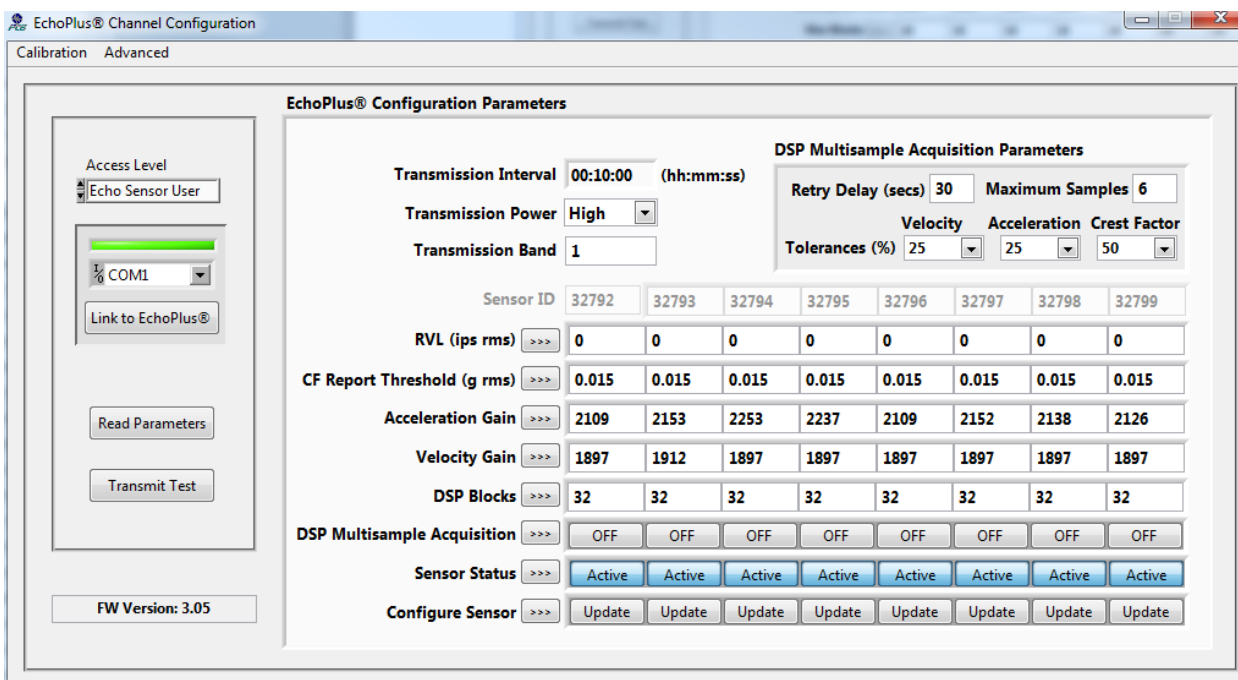 EchoPlus® Channel Configuration
Calibration Advanced
EchoPlus® Configuration Parameters
Access Level
Echo Sensor User
COM1
Link to EchoPlus®
Read Parameters
Transmit Test
FW Version: 3.05
Transmission Interval 00:10:00 (hh:mm:ss)
Transmission Power High
Transmission Band 1
DSP Multisample Acquisition Parameters
Retry Delay (secs) 30 Maximum Samples 6
Velocity Acceleration Crest Factor
Tolerances (%) 25 25 50
Sensor ID 32792 32793 32794 32795 32796 32797 32798 32799
RVL (ips rms) >>> 0 0 0 0 0 0 0 0
CF Report Threshold (g rms) >>> 0.015 0.015 0.015 0.015 0.015 0.015 0.015 0.015
Acceleration Gain >>> 2109 2153 2253 2237 2109 2152 2138 2126
Velocity Gain >>> 1897 1912 1897 1897 1897 1897 1897 1897
DSP Blocks >>> 32 32 32 32 32 32 32 32
DSP Multisample Acquisition >>> OFF OFF OFF OFF OFF OFF OFF OFF
Sensor Status >>> Active Active Active Active Active Active Active Active
Configure Sensor >>> Update Update Update Update Update Update Update Update